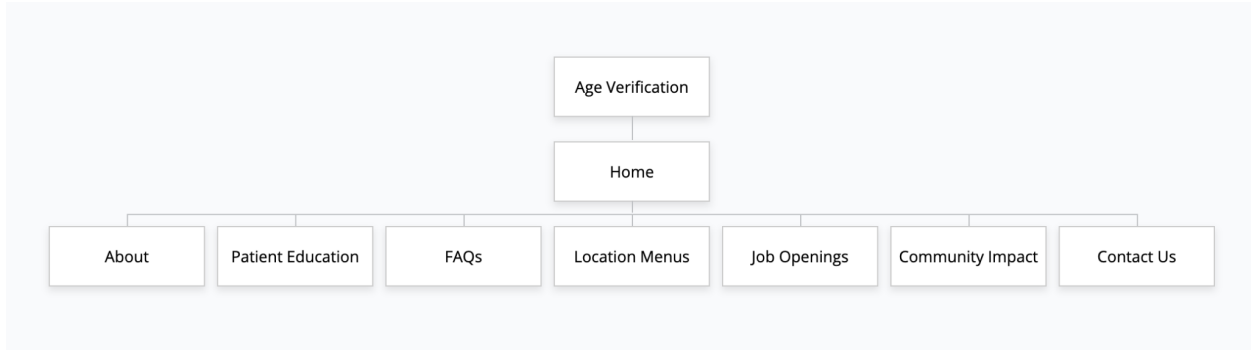 Age Verification
Home
About
Patient Education
FAQs
Location Menus
Job Openings
Community Impact
Contact Us